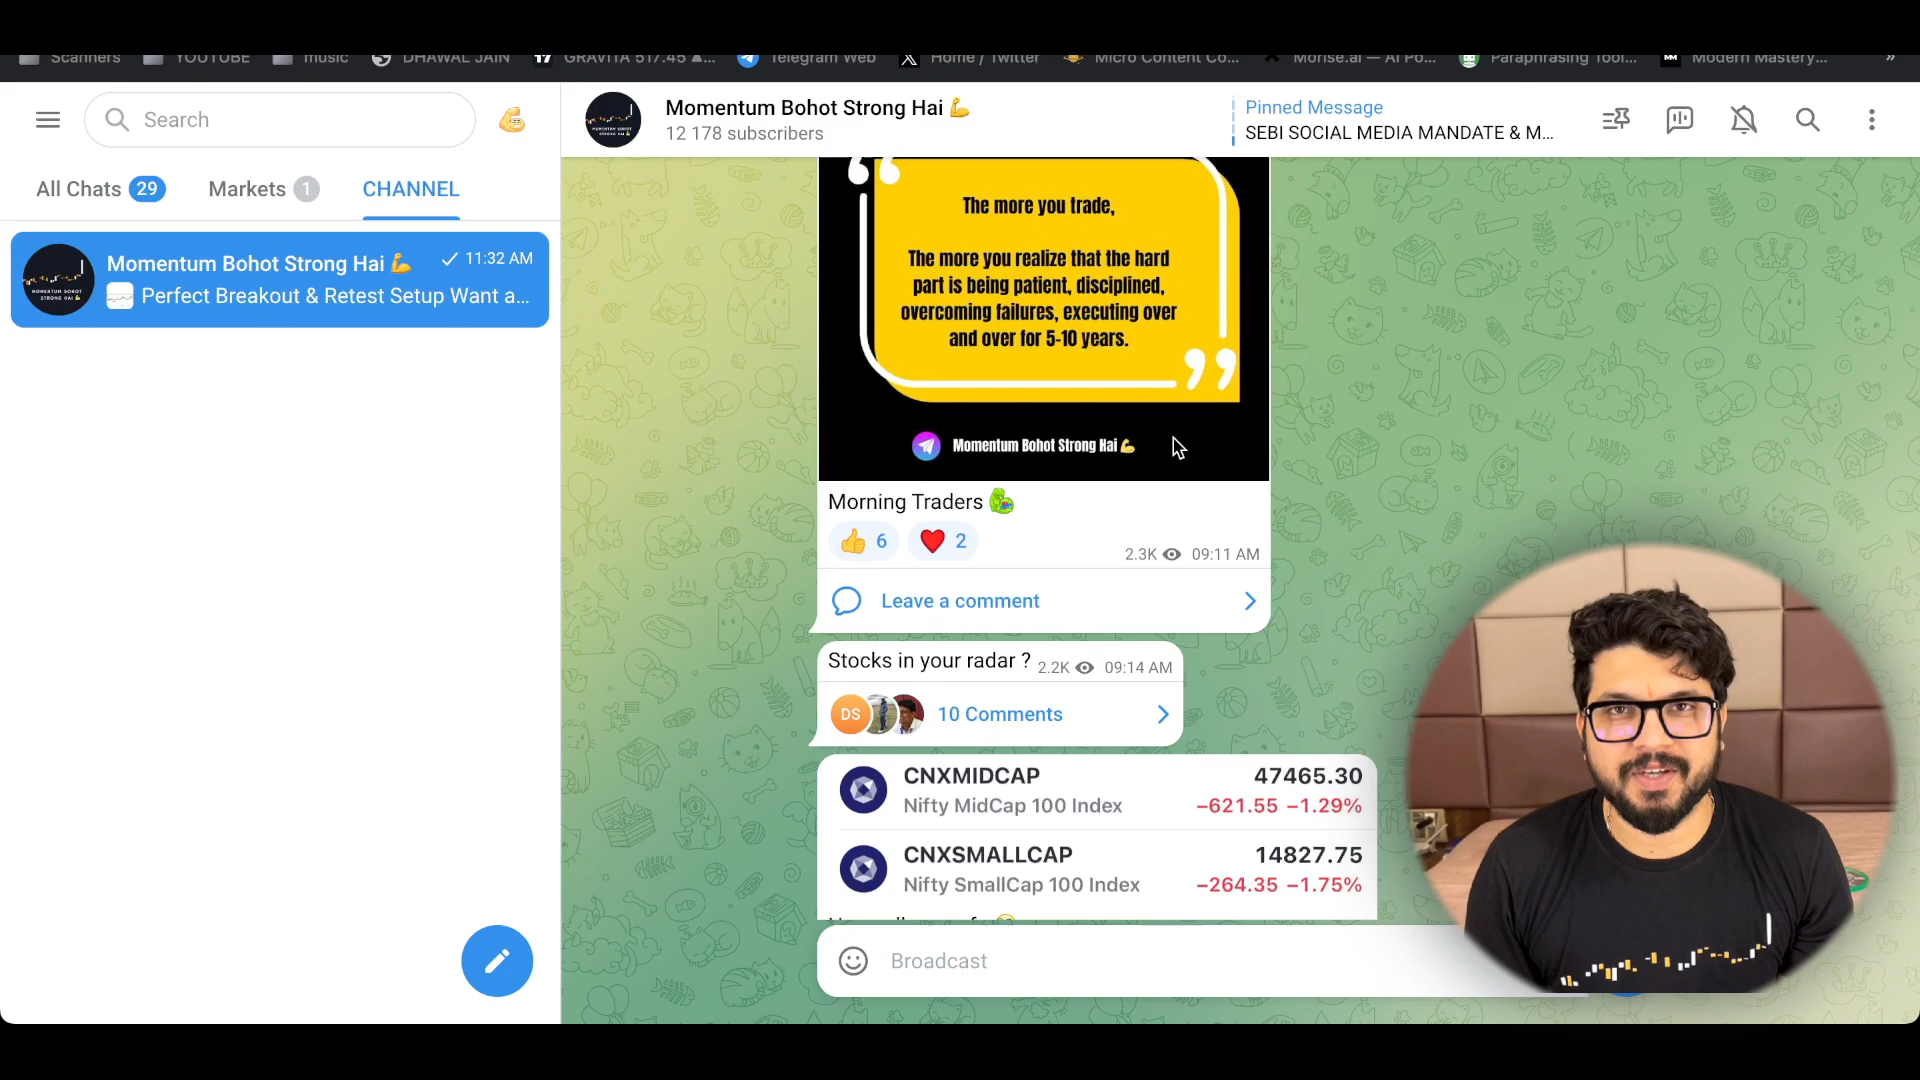 Scanners YOUTUBE music DHAWAL JAIN GRAVITA 517.45 ▲... Telegram Web Home / Twitter Micro Content Co... Morise.ai — AI Po... Paraphrasing Tool... Modern Mastery... »
Search
Momentum Bohot Strong Hai 💪
12 178 subscribers
Pinned Message
SEBI SOCIAL MEDIA MANDATE & M...
All Chats 29 Markets 1 CHANNEL
Momentum Bohot Strong Hai 💪 11:32 AM
Perfect Breakout & Retest Setup Want a...
The more you trade,
The more you realize that the hard
part is being patient, disciplined,
overcoming failures, executing over
and over for 5-10 years.
Momentum Bohot Strong Hai 💪
Morning Traders
👍 6 ❤️ 2
2.3K 09:11 AM
Leave a comment
Stocks in your radar ? 2.2K 09:14 AM
DS 10 Comments
CNXMIDCAP 47465.30
Nifty MidCap 100 Index −621.55 −1.29%
CNXSMALLCAP 14827.75
Nifty SmallCap 100 Index −264.35 −1.75%
Broadcast